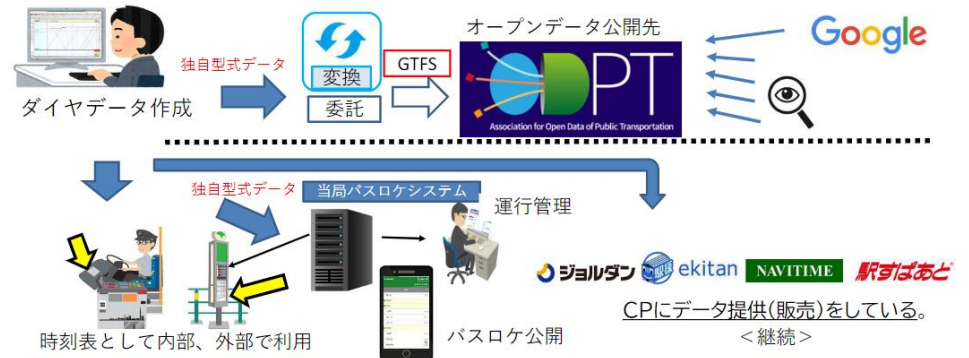 オープンデータ公開先
Google
独自型式データ
変換
委託
GTFS
ODPT
Association for Open Data of Public Transportation
ダイヤデータ作成
独自型式データ
当局バスロケシステム
運行管理
ジョルダン
ekitan
NAVITIME
駅すぱあと
CPにデータ提供(販売)をしている。
<継続>
バスロケ公開
時刻表として内部、外部で利用